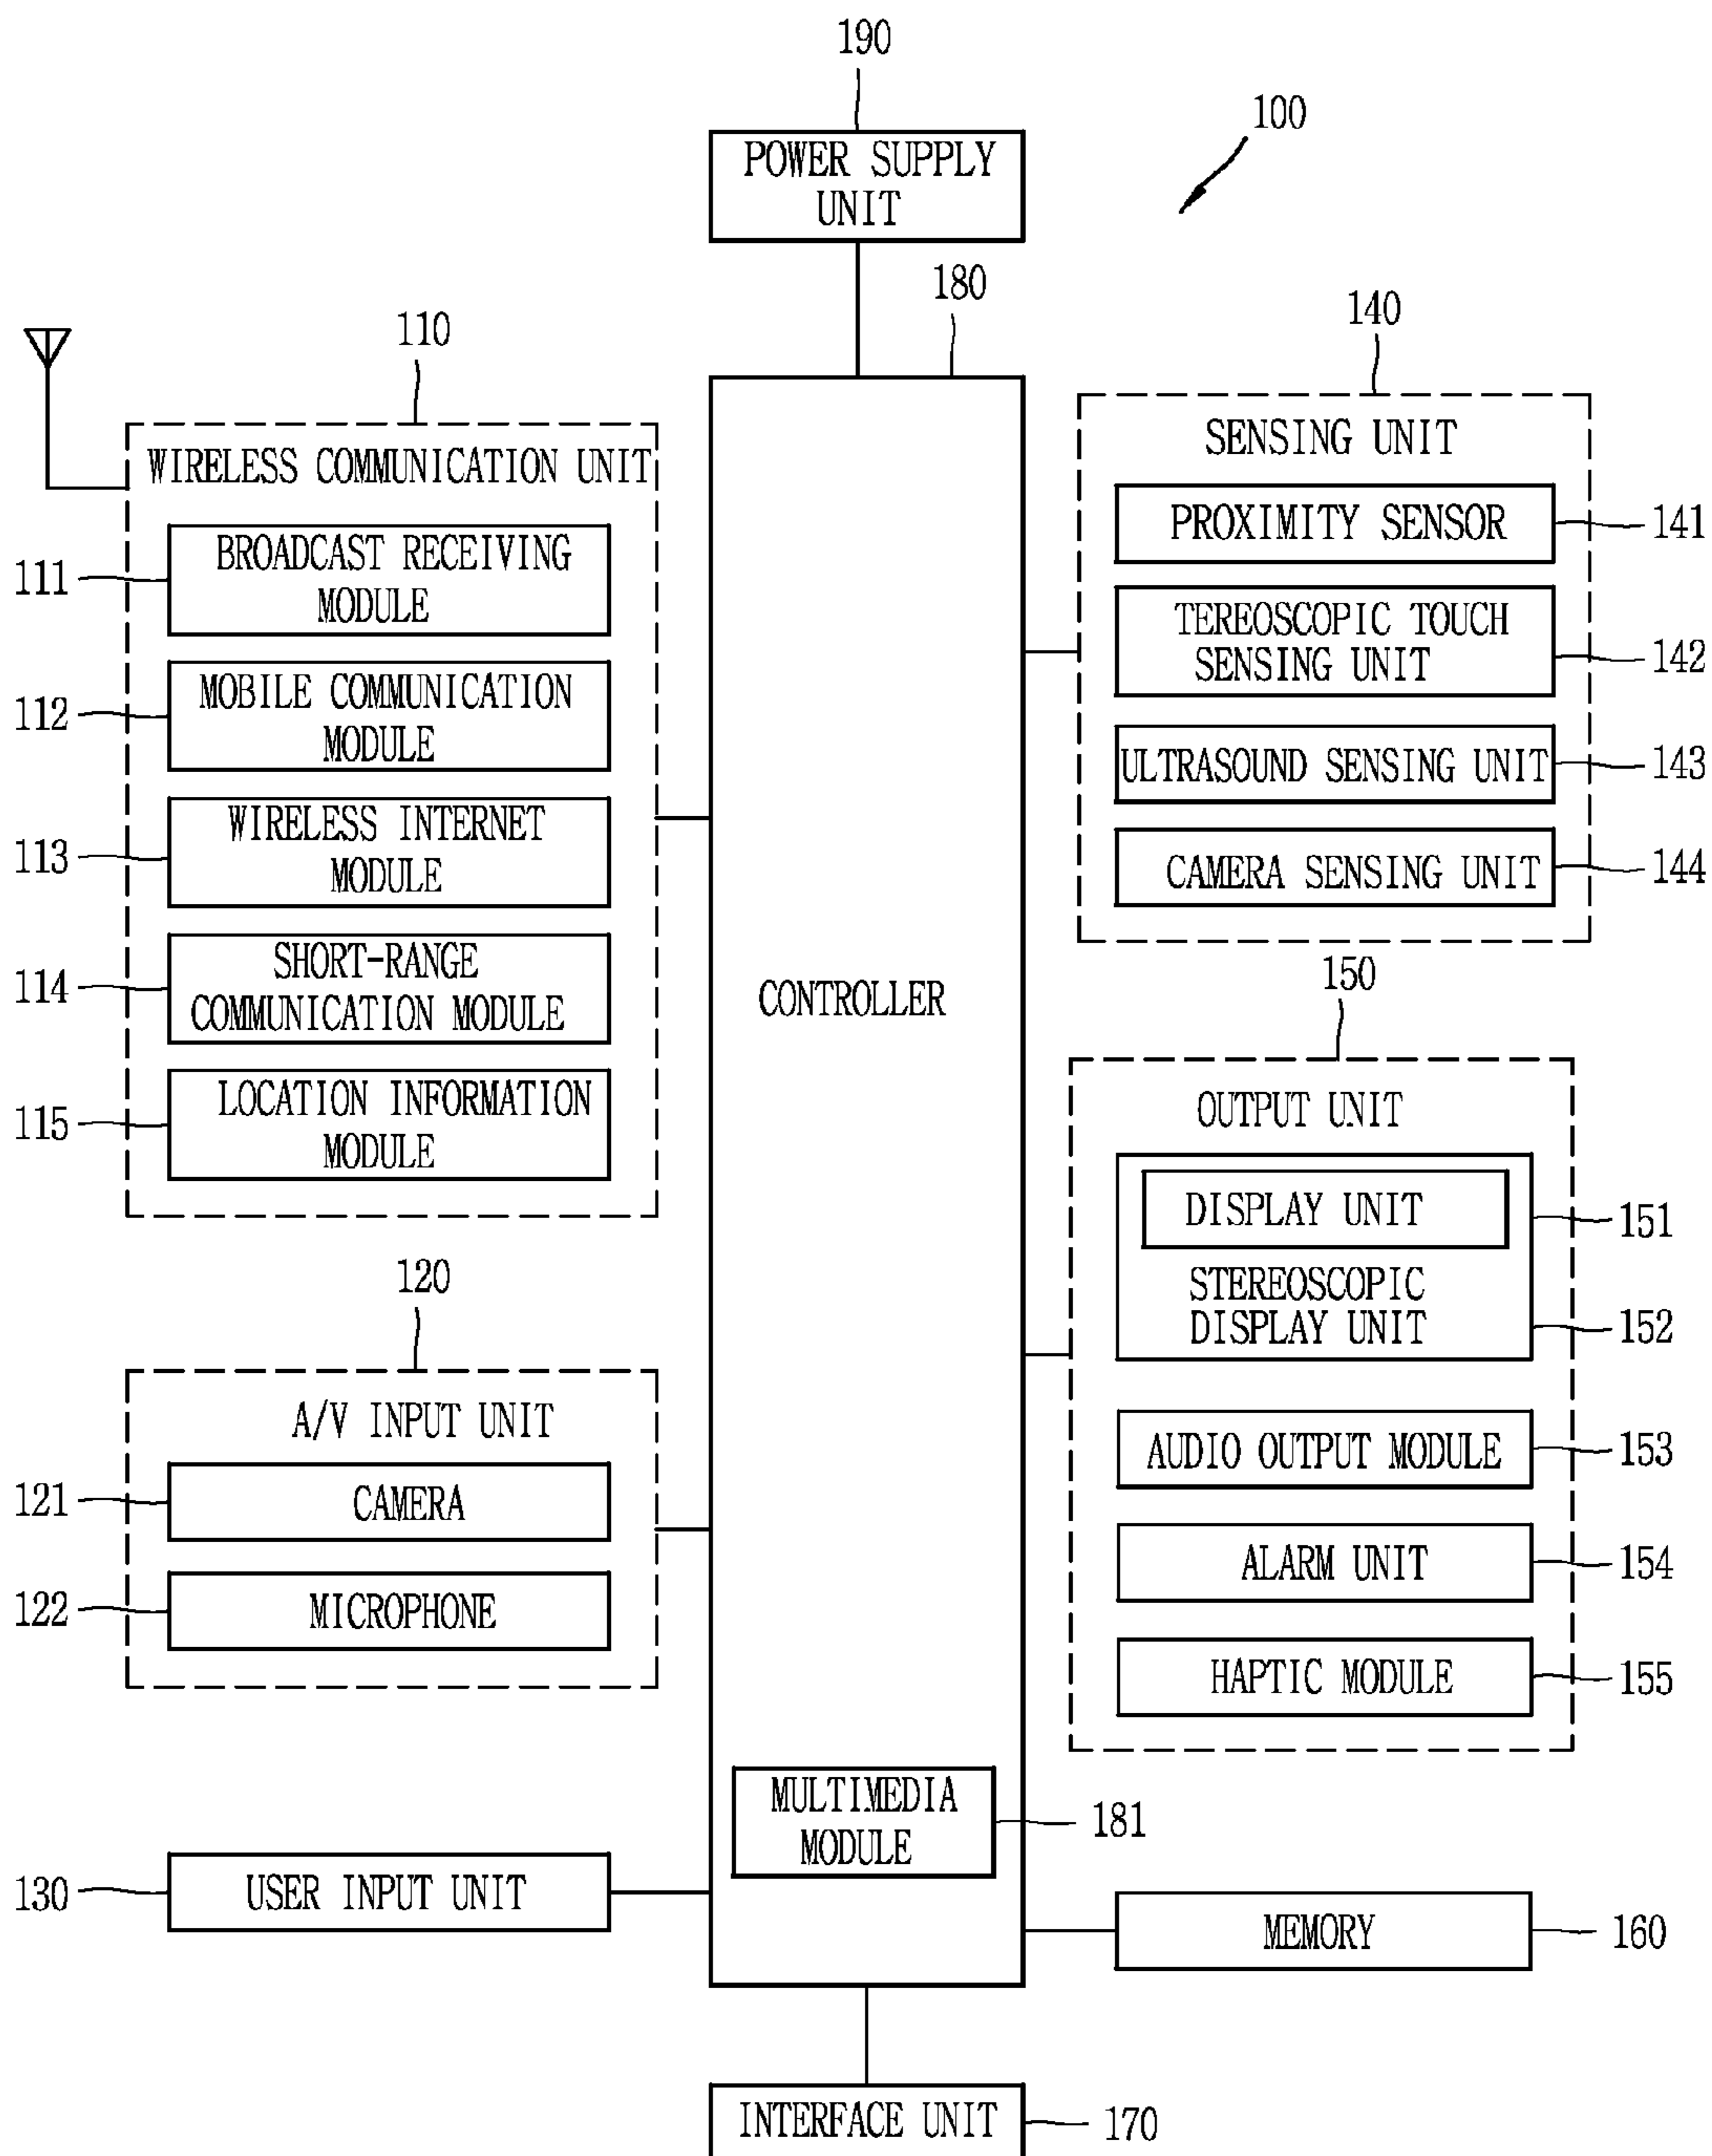 190
100
POWER SUPPLY
UNIT
180
110
WIRELESS COMMUNICATION UNIT
111
BROADCAST RECEIVING
MODULE
112
MOBILE COMMUNICATION
MODULE
113
WIRELESS INTERNET
MODULE
114
SHORT-RANGE
COMMUNICATION MODULE
115
LOCATION INFORMATION
MODULE
120
A/V INPUT UNIT
121
CAMERA
122
MICROPHONE
130
USER INPUT UNIT
CONTROLLER
MULTIMEDIA
MODULE
181
140
SENSING UNIT
PROXIMITY SENSOR
141
TEREOSCOPIC TOUCH
SENSING UNIT
142
ULTRASOUND SENSING UNIT
143
CAMERA SENSING UNIT
144
150
OUTPUT UNIT
DISPLAY UNIT
151
STEREOSCOPIC
DISPLAY UNIT
152
AUDIO OUTPUT MODULE
153
ALARM UNIT
154
HAPTIC MODULE
155
MEMORY
160
INTERFACE UNIT
170